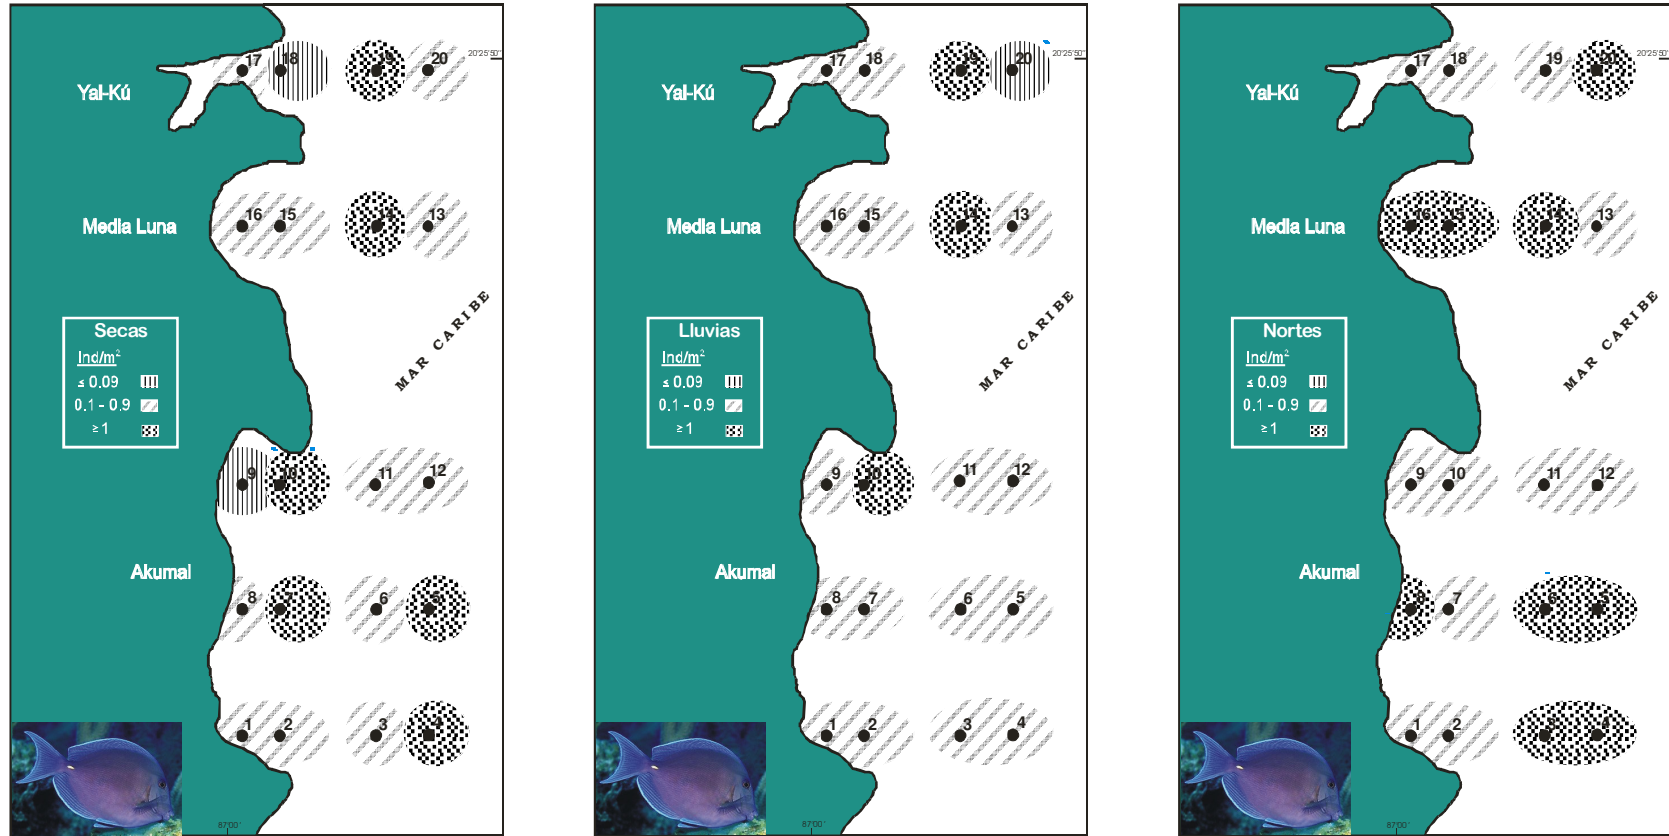 17 18 19 20
20°25'50"
Yal-Kú
16 15 14 13
Media Luna
MAR CARIBE
Secas
Ind/m²
≤ 0.09
0.1 - 0.9
≥ 1
9 10 11 12
Akumal
8 7 6 5
1 2 3 4
87°00'
17 18 19 20
20°25'50"
Yal-Kú
16 15 14 13
Media Luna
MAR CARIBE
Lluvias
Ind/m²
≤ 0.09
0.1 - 0.9
≥ 1
9 10 11 12
Akumal
8 7 6 5
1 2 3 4
87°00'
17 18 19 20
20°25'50"
Yal-Kú
16 15 14 13
Media Luna
MAR CARIBE
Nortes
Ind/m²
≤ 0.09
0.1 - 0.9
≥ 1
9 10 11 12
Akumal
8 7 6 5
1 2 3 4
87°00'